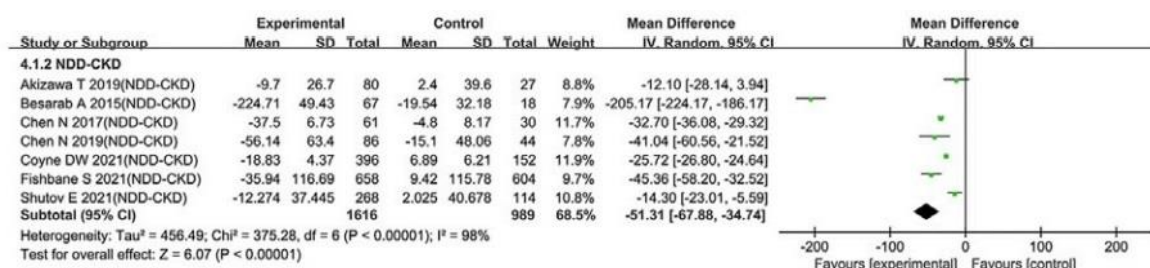 Experimental Control Mean Difference Mean Difference
Study or Subgroup Mean SD Total Mean SD Total Weight IV, Random, 95% CI IV, Random, 95% CI
4.1.2 NDD-CKD
Akizawa T 2019(NDD-CKD) -9.7 26.7 80 2.4 39.6 27 8.8% -12.10 [-28.14, 3.94]
Besarab A 2015(NDD-CKD) -224.71 49.43 67 -19.54 32.18 18 7.9% -205.17 [-224.17, -186.17]
Chen N 2017(NDD-CKD) -37.5 6.73 61 -4.8 8.17 30 11.7% -32.70 [-36.08, -29.32]
Chen N 2019(NDD-CKD) -56.14 63.4 86 -15.1 48.06 44 7.8% -41.04 [-60.56, -21.52]
Coyne DW 2021(NDD-CKD) -18.83 4.37 396 6.89 6.21 152 11.9% -25.72 [-26.80, -24.64]
Fishbane S 2021(NDD-CKD) -35.94 116.69 658 9.42 115.78 604 9.7% -45.36 [-58.20, -32.52]
Shutov E 2021(NDD-CKD) -12.274 37.445 268 2.025 40.678 114 10.8% -14.30 [-23.01, -5.59]
Subtotal (95% CI) 1616 989 68.5% -51.31 [-67.88, -34.74]
Heterogeneity: Tau² = 456.49; Chi² = 375.28, df = 6 (P < 0.00001); I² = 98%
Test for overall effect: Z = 6.07 (P < 0.00001)
-200 -100 0 100 200
Favours [experimental] Favours [control]